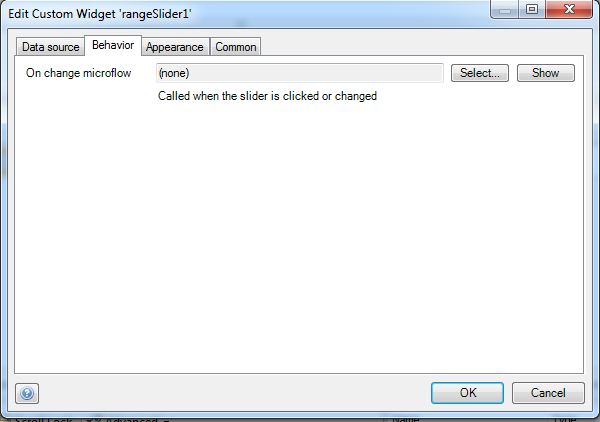 Edit Custom Widget 'rangeSlider1'
Data source Behavior Appearance Common
On change microflow (none) Select... Show
Called when the slider is clicked or changed
OK Cancel